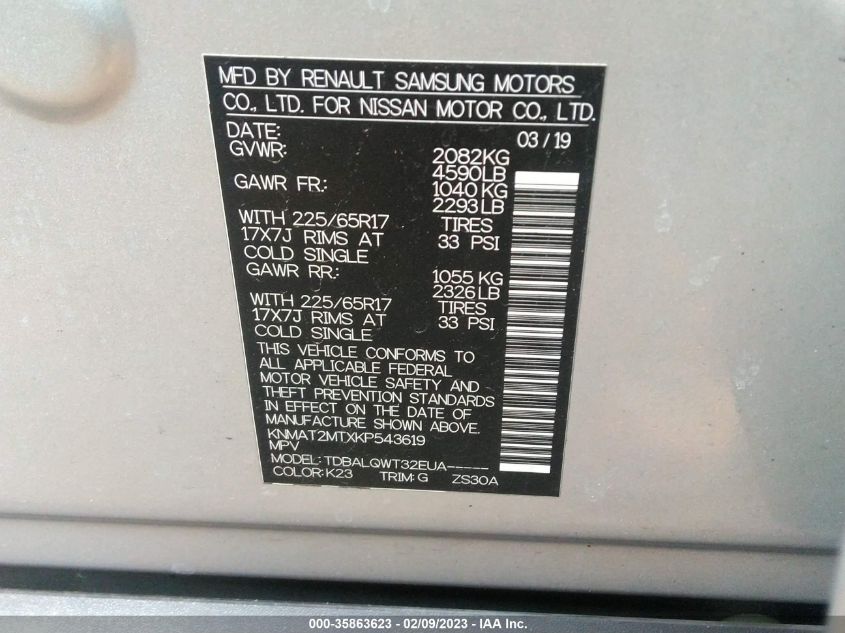 MFD BY RENAULT SAMSUNG MOTORS
CO., LTD. FOR NISSAN MOTOR CO., LTD.
DATE: 03/19
GVWR: 2082KG
4590LB
GAWR FR: 1040KG
2293LB
WITH 225/65R17 TIRES
17X7J RIMS AT 33 PSI
COLD SINGLE
GAWR RR: 1055KG
2326LB
WITH 225/65R17 TIRES
17X7J RIMS AT 33 PSI
COLD SINGLE
THIS VEHICLE CONFORMS TO
ALL APPLICABLE FEDERAL
MOTOR VEHICLE SAFETY AND
THEFT PREVENTION STANDARDS
IN EFFECT ON THE DATE OF
MANUFACTURE SHOWN ABOVE.
KNMAT2MTXKP543619
MPV
MODEL: TDBALQWT32EUA-----
COLOR: K23 TRIM: G ZS30A
000-35863623 - 02/09/2023 - IAA Inc.